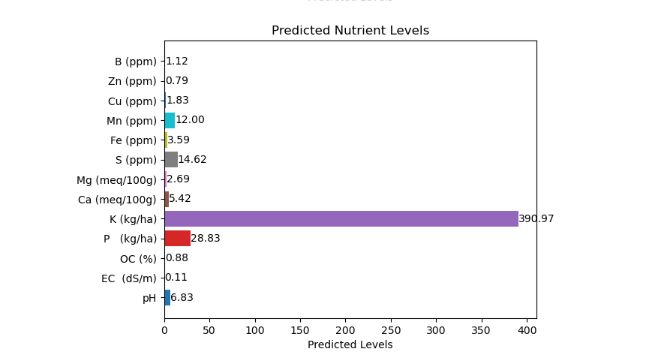 Predicted Levels
Predicted Nutrient Levels
B (ppm) 1.12
Zn (ppm) 0.79
Cu (ppm) 1.83
Mn (ppm) 12.00
Fe (ppm) 3.59
S (ppm) 14.62
Mg (meq/100g) 2.69
Ca (meq/100g) 5.42
K (kg/ha) 390.97
P (kg/ha) 28.83
OC (%) 0.88
EC (dS/m) 0.11
pH 6.83
0 50 100 150 200 250 300 350 400
Predicted Levels